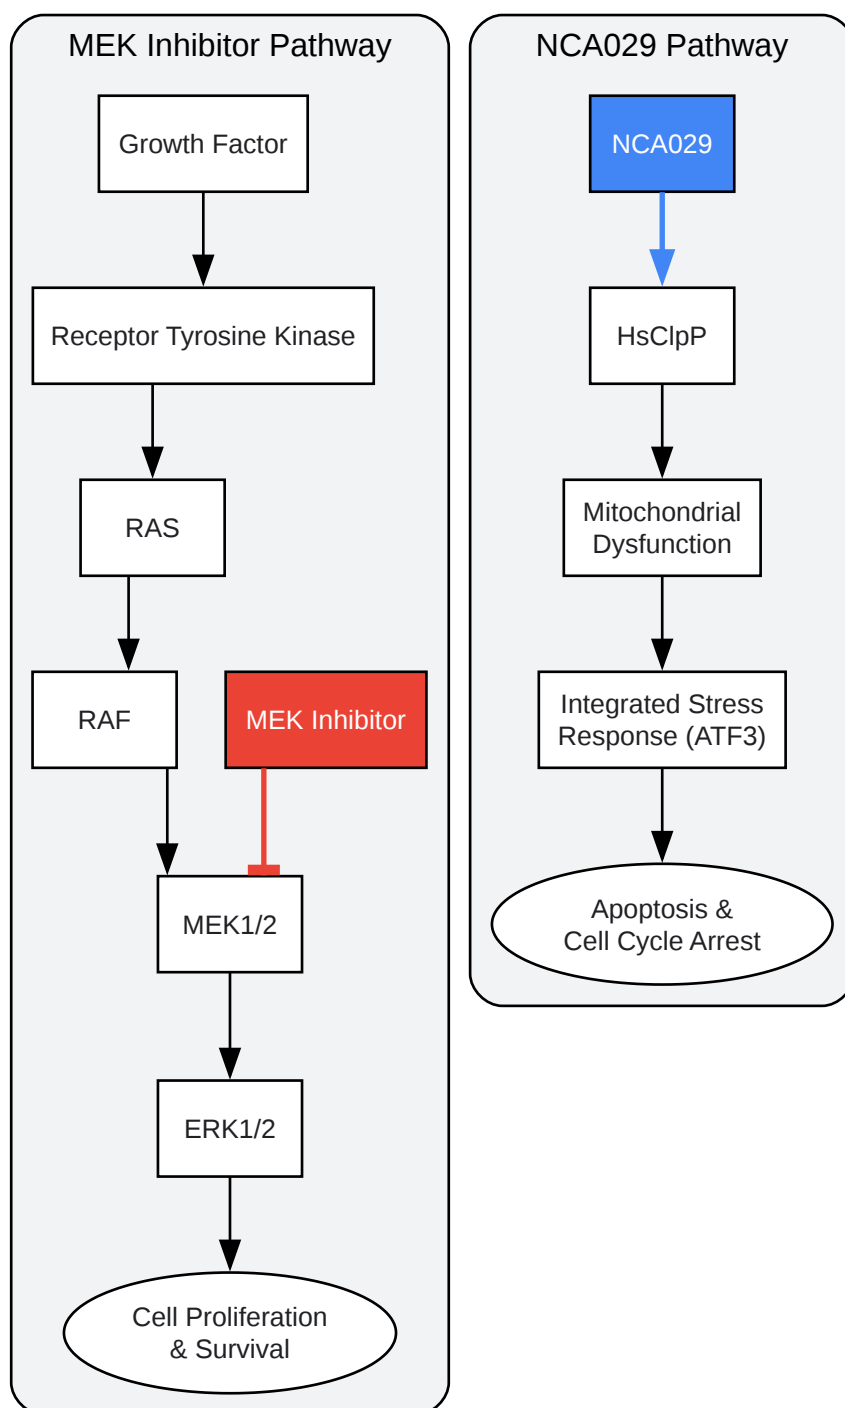 MEK Inhibitor Pathway
Growth Factor
Receptor Tyrosine Kinase
RAS
RAF
MEK Inhibitor
MEK1/2
ERK1/2
Cell Proliferation
& Survival
NCA029 Pathway
NCA029
HsClpP
Mitochondrial
Dysfunction
Integrated Stress
Response (ATF3)
Apoptosis &
Cell Cycle Arrest